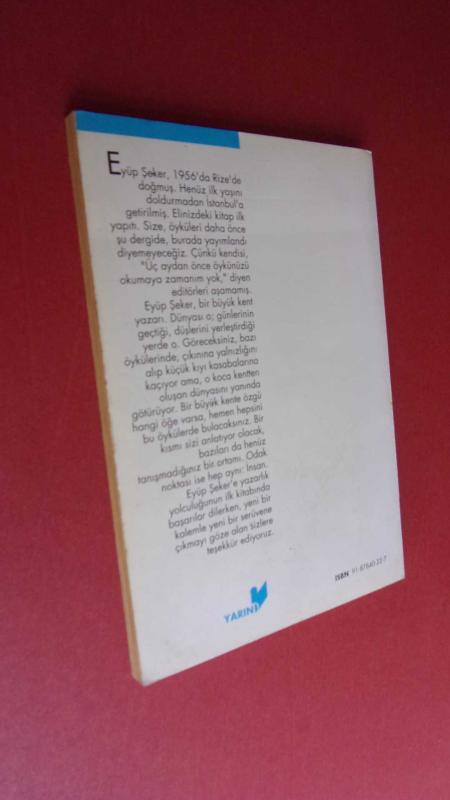 Eyüp Şeker, 1956'da Rize'de
doğmuş. Henüz ilk yaşını
doldurmadan İstanbul'a
getirilmiş. Elinizdeki kitap ilk
yapıtı. Size, öyküleri daha önce
şu dergide, burada yayımlandı
diyemeyeceğiz. Çünkü kendisi,
"Üç aydan önce öykünüzü
okumaya zamanım yok," diyen
editörleri aşamamış.
Eyüp Şeker, bir büyük kent
yazarı. Dünyası o; günlerinin
geçtiği, düşlerini yerleştirdiği
yerde o. Göreceksiniz, bazı
öykülerinde, çıkınına yalnızlığını
alıp küçük kıyı kasabalarına
kaçıyor ama, o koca kentten
oluşan dünyasını yanında
götürüyor. Bir büyük kente özgü
hangi öğe varsa, hemen hepsini
bu öykülerde bulacaksınız. Bir
kısmı sizi anlatıyor olacak,
bazıları da henüz
tanışmadığınız bir ortamı. Odak
noktası ise hep aynı: İnsan.
Eyüp Şeker'e yazarlık
yolculuğunun ilk kitabında
başarılar dilerken, yeni bir
kalemle yeni bir serüvene
çıkmayı göze alan sizlere
teşekkür ediyoruz.
YARIN
ISBN 91-87840-22-7